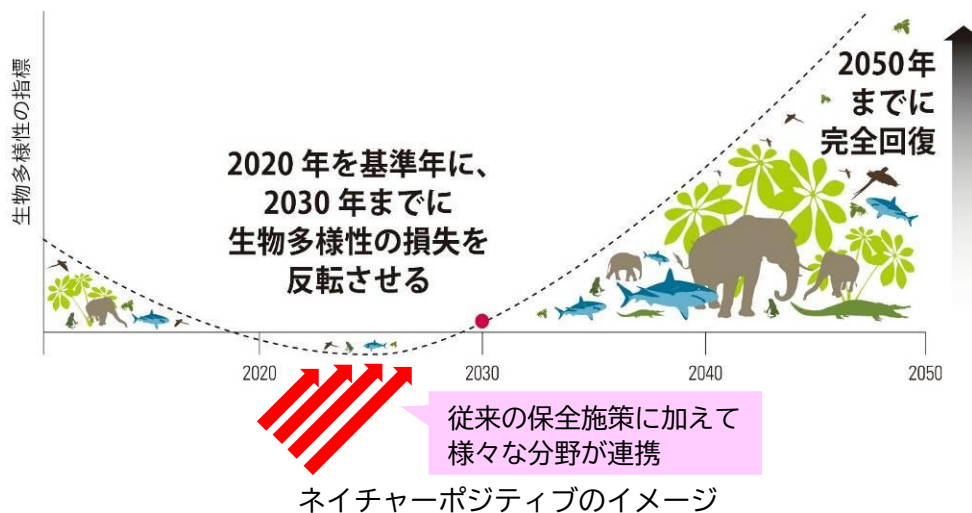 生物多様性の指標
2020 年を基準年に、
2030 年までに
生物多様性の損失を
反転させる
2050年
までに
完全回復
2020
2030
2040
2050
従来の保全施策に加えて
様々な分野が連携
ネイチャーポジティブのイメージ